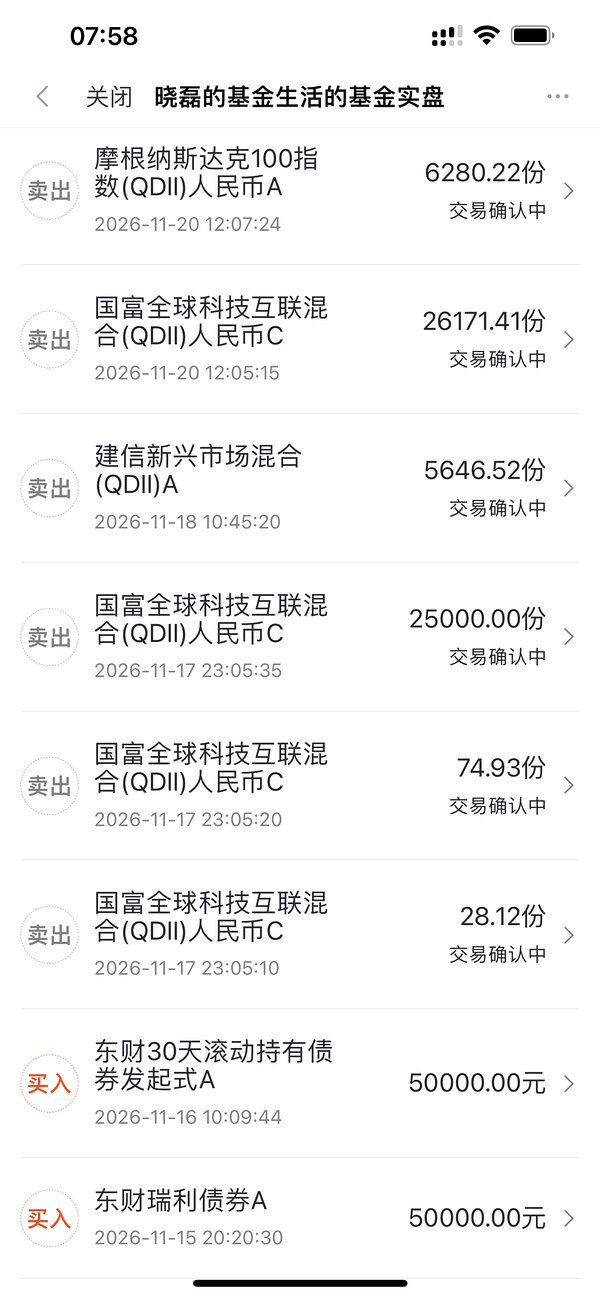 07:58
关闭 晓磊的基金生活的基金实盘
卖出
摩根纳斯达克100指
数(QDII)人民币A
2026-11-20 12:07:24
6280.22份
交易确认中
卖出
国富全球科技互联混
合(QDII)人民币C
2026-11-20 12:05:15
26171.41份
交易确认中
卖出
建信新兴市场混合
(QDII)A
2026-11-18 10:45:20
5646.52份
交易确认中
卖出
国富全球科技互联混
合(QDII)人民币C
2026-11-17 23:05:35
25000.00份
交易确认中
卖出
国富全球科技互联混
合(QDII)人民币C
2026-11-17 23:05:20
74.93份
交易确认中
卖出
国富全球科技互联混
合(QDII)人民币C
2026-11-17 23:05:10
28.12份
交易确认中
买入
东财30天滚动持有债
券发起式A
2026-11-16 10:09:44
50000.00元
买入
东财瑞利债券A
2026-11-15 20:20:30
50000.00元